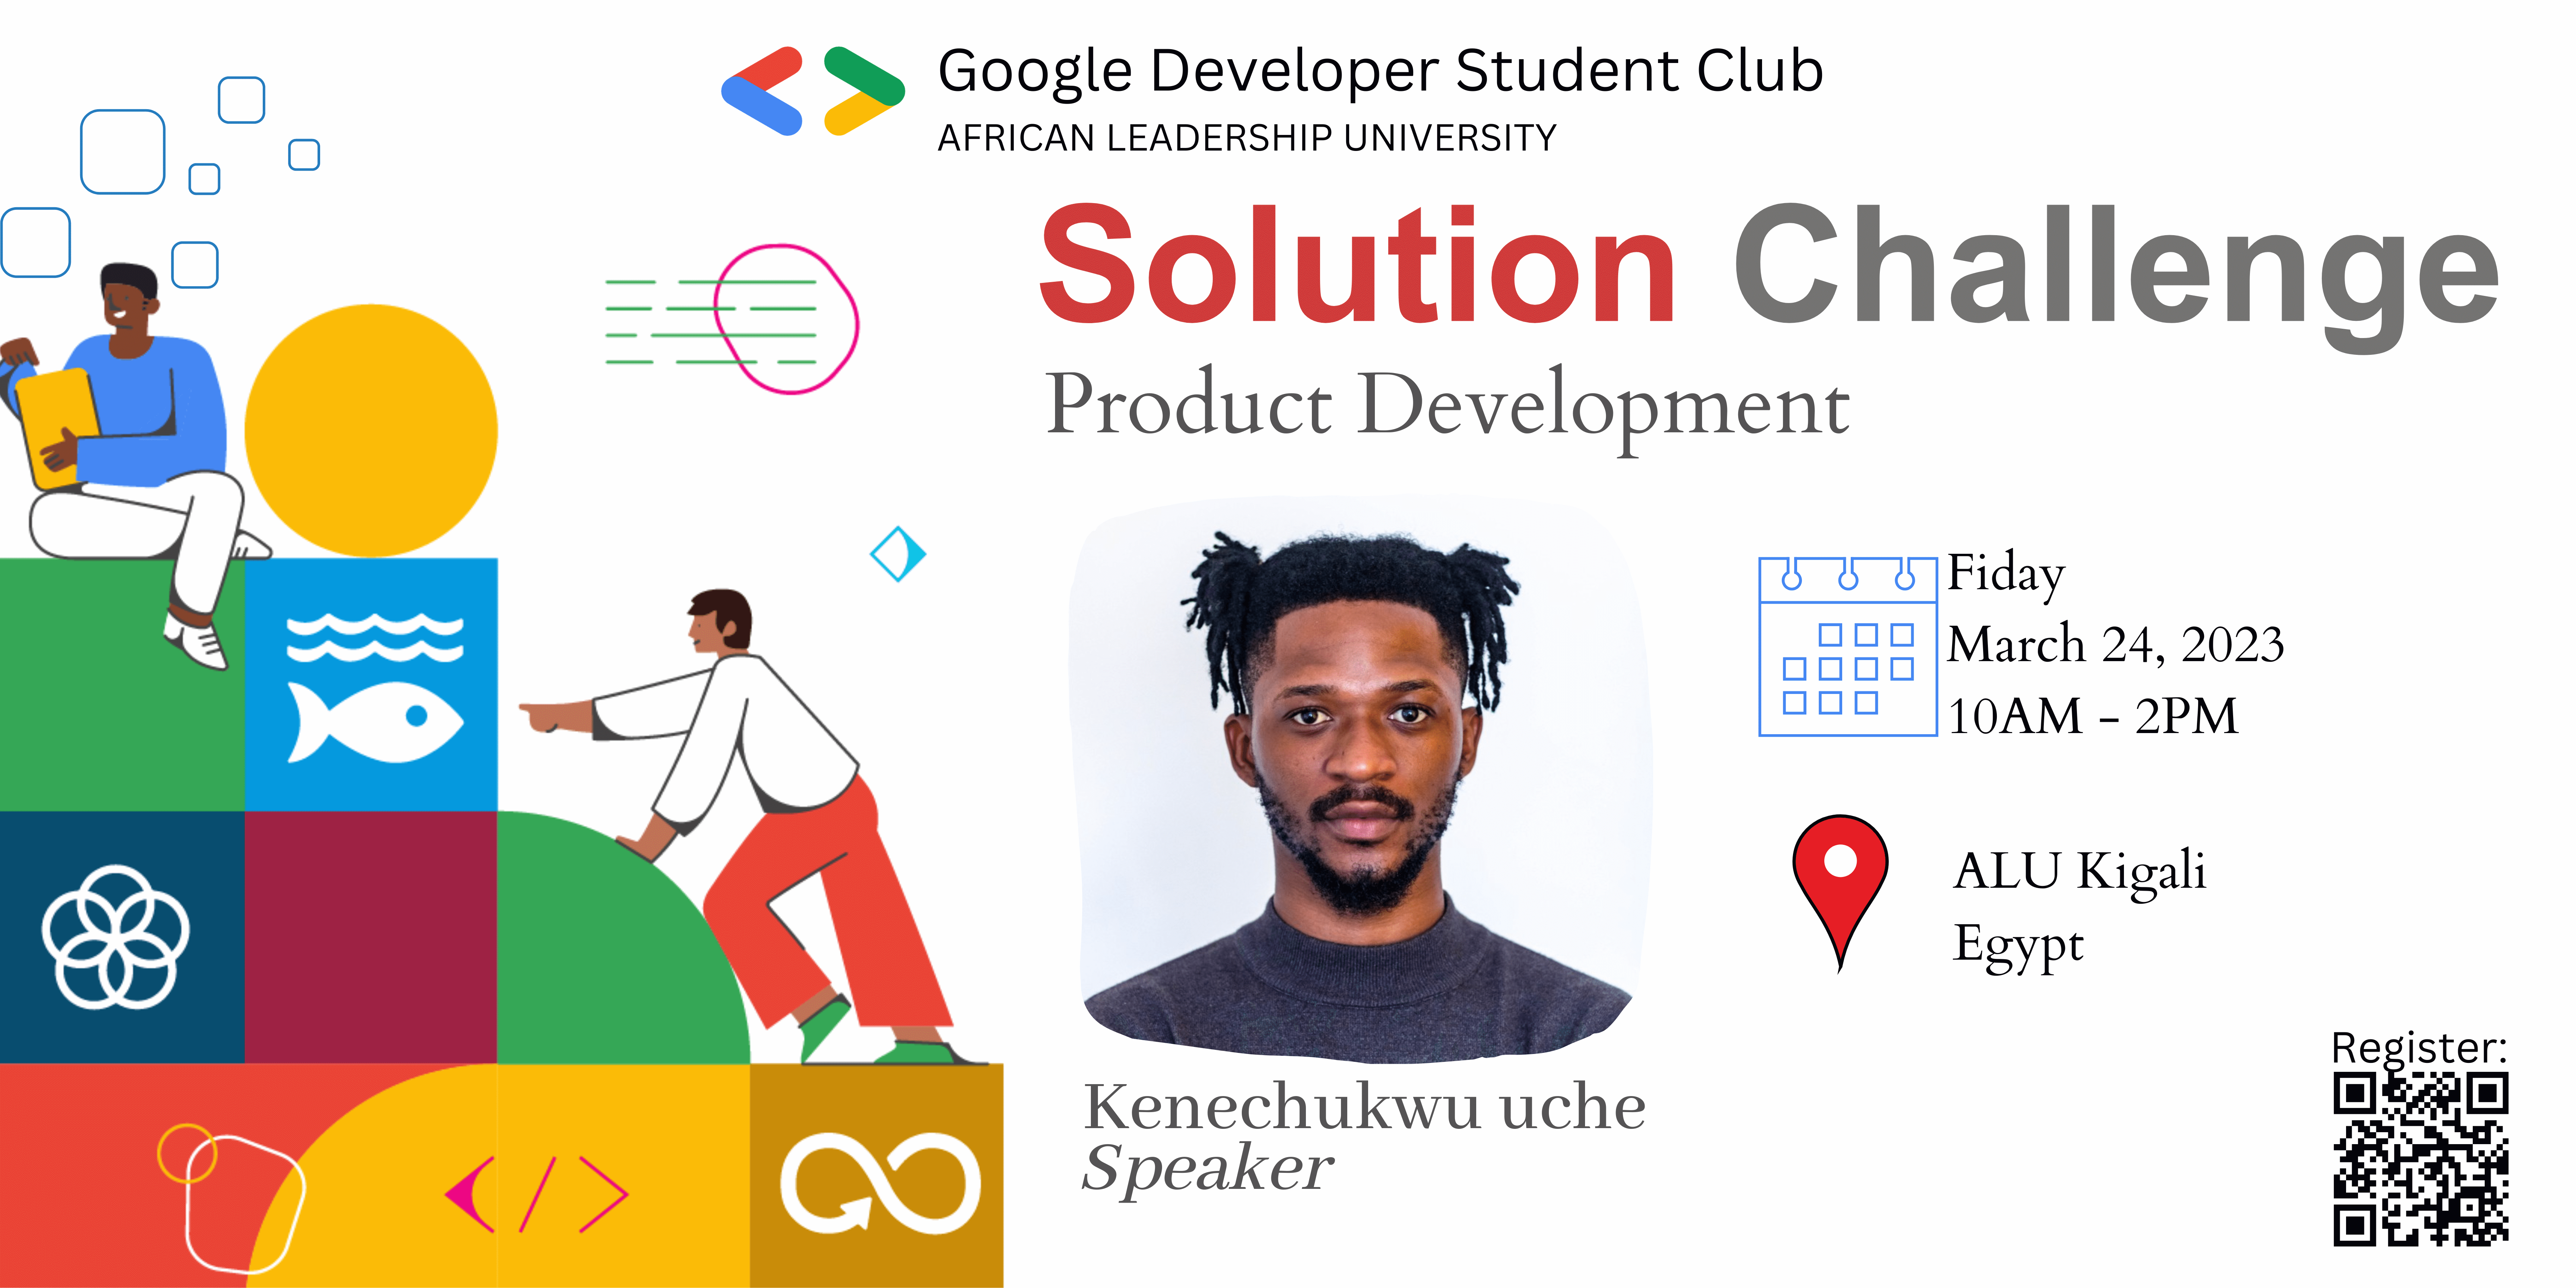 Google Developer Student Club
AFRICAN LEADERSHIP UNIVERSITY
Solution Challenge
Product Development
Fiday
March 24, 2023
10AM - 2PM
ALU Kigali
Egypt
Kenechukwu uche
Speaker
Register: